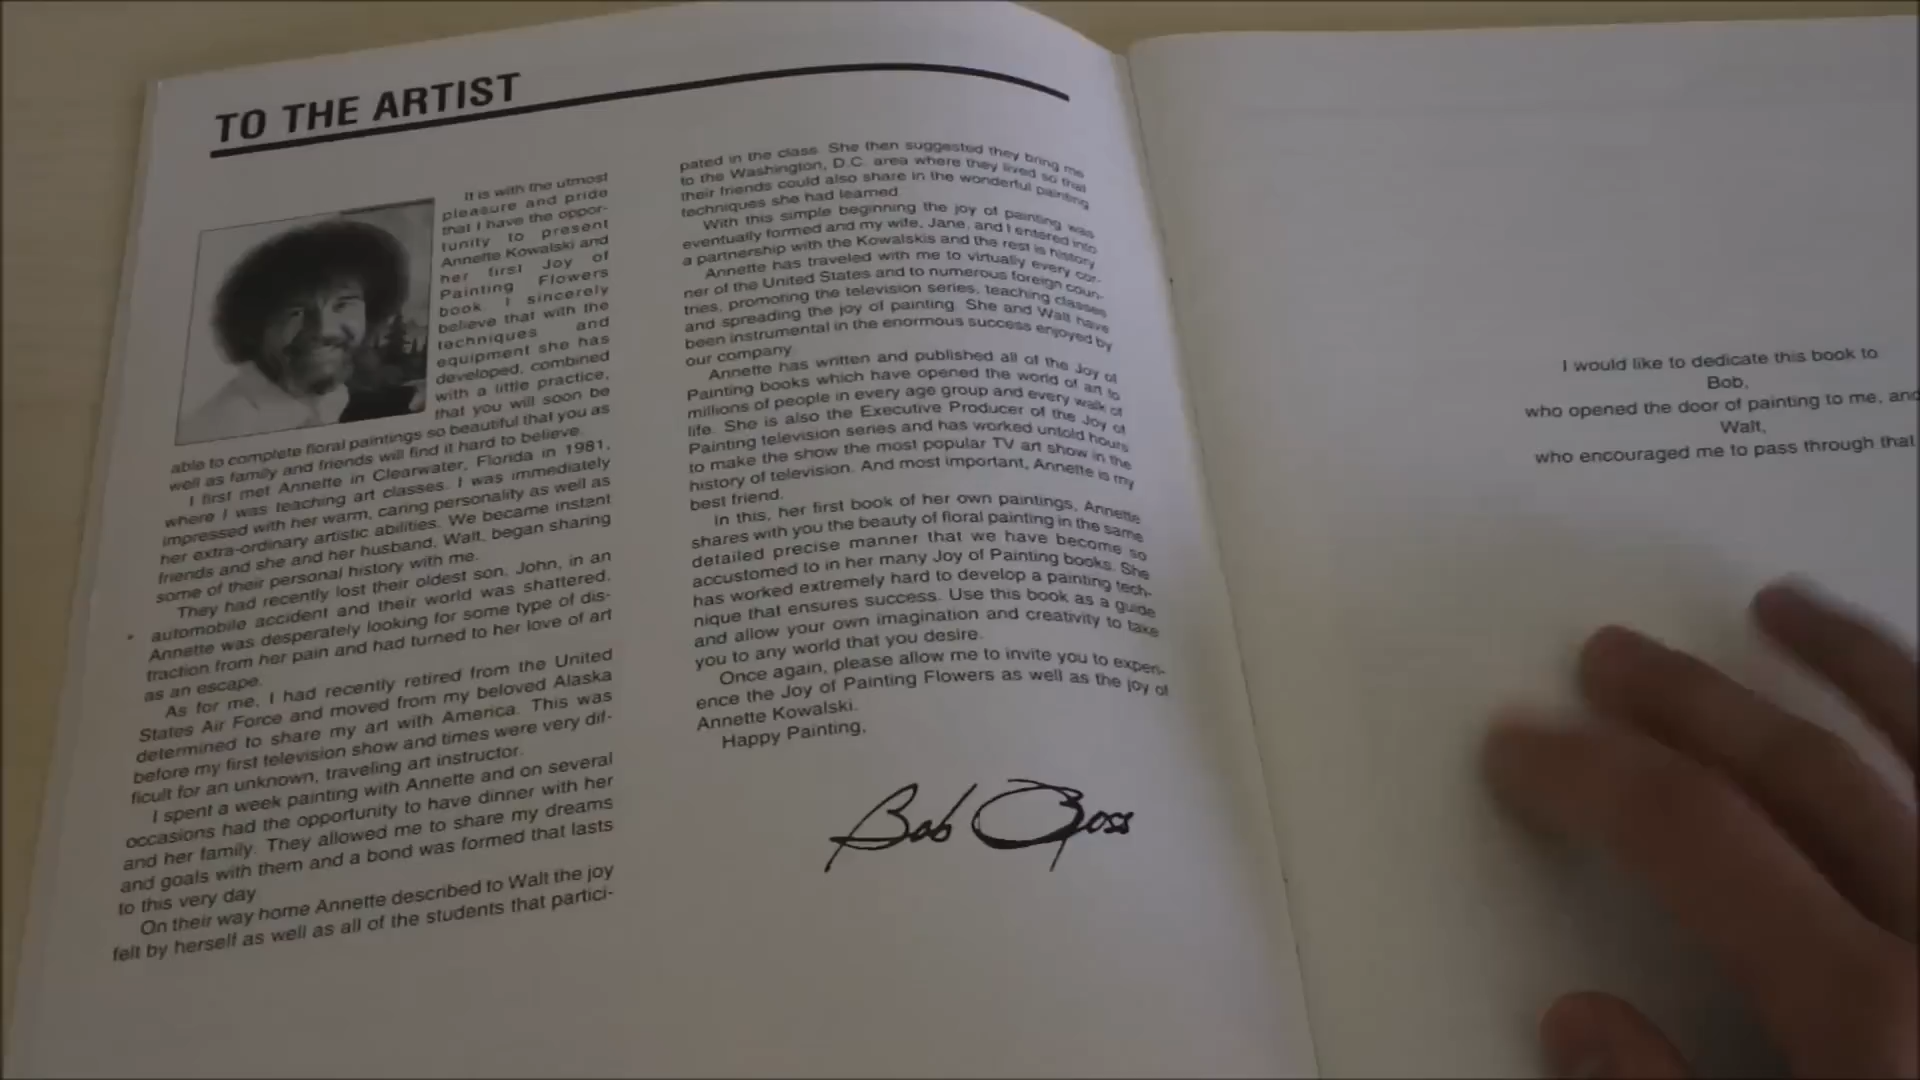 TO THE ARTIST
It is with the utmost
pleasure and pride
that I have the oppor-
tunity to present
Annette Kowalski and
her first Joy of
Painting Flowers
book. I sincerely
believe that with the
techniques and
equipment she has
developed, combined
with a little practice,
that you will soon be
able to complete floral paintings so beautiful that you as
well as family and friends will find it hard to believe.
I first met Annette in Clearwater, Florida in 1981,
where I was teaching art classes. I was immediately
impressed with her warm, caring personality as well as
her extra-ordinary artistic abilities. We became instant
friends and she and her husband, Walt, began sharing
some of their personal history with me.
They had recently lost their oldest son, John, in an
automobile accident and their world was shattered.
Annette was desperately looking for some type of dis-
traction from her pain and had turned to her love of art
as an escape.
As for me, I had recently retired from the United
States Air Force and moved from my beloved Alaska
determined to share my art with America. This was
before my first television show and times were very dif-
ficult for an unknown, traveling art instructor.
I spent a week painting with Annette and on several
occasions had the opportunity to have dinner with her
and her family. They allowed me to share my dreams
and goals with them and a bond was formed that lasts
to this very day
On their way home Annette described to Walt the joy
felt by herself as well as all of the students that partici-
pated in the class. She then suggested they bring me
to the Washington, D.C. area where they lived so that
their friends could also share in the wonderful painting
techniques she had learned.
With this simple beginning the joy of painting was
eventually formed and my wife, Jane, and I entered into
a partnership with the Kowalskis and the rest is history
Annette has traveled with me to virtually every cor-
ner of the United States and to numerous foreign coun-
tries, promoting the television series, teaching classes
and spreading the joy of painting. She and Walt have
been instrumental in the enormous success enjoyed by
our company
Annette has written and published all of the Joy of
Painting books which have opened the world of art to
millions of people in every age group and every walk of
life. She is also the Executive Producer of the Joy of
Painting television series and has worked untold hours
to make the show the most popular TV art show in the
history of television. And most important, Annette is my
best friend.
In this, her first book of her own paintings, Annette
shares with you the beauty of floral painting in the same
detailed precise manner that we have become so
accustomed to in her many Joy of Painting books. She
has worked extremely hard to develop a painting tech-
nique that ensures success. Use this book as a guide
and allow your own imagination and creativity to take
you to any world that you desire.
Once again, please allow me to invite you to experi-
ence the Joy of Painting Flowers as well as the joy of
Annette Kowalski.
Happy Painting,
Bob Ross
I would like to dedicate this book to
Bob,
who opened the door of painting to me, and
Walt,
who encouraged me to pass through that